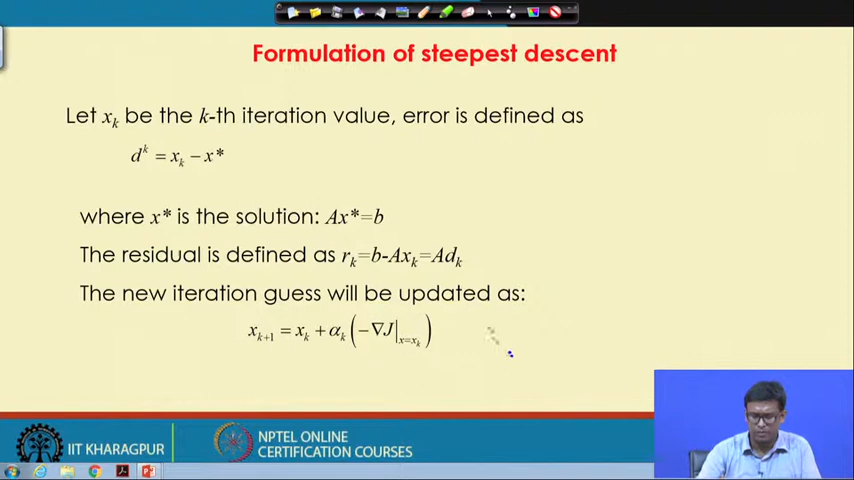 Formulation of steepest descent
Let x_k be the k-th iteration value, error is defined as
d^k = x_k − x*
where x* is the solution: Ax*=b
The residual is defined as r_k=b-Ax_k=Ad_k
The new iteration guess will be updated as:
x_{k+1} = x_k + α_k (−∇J|_{x=x_k})
IIT KHARAGPUR
NPTEL ONLINE
CERTIFICATION COURSES